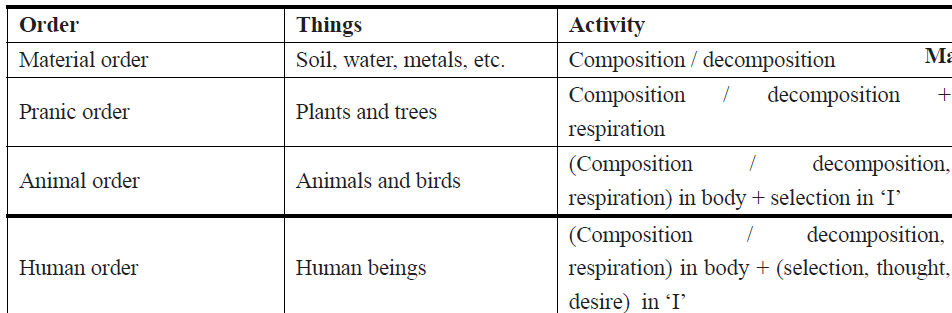 Order Things Activity
Material order Soil, water, metals, etc. Composition / decomposition
Pranic order Plants and trees Composition / decomposition +
respiration
Animal order Animals and birds (Composition / decomposition,
respiration) in body + selection in ‘I’
Human order Human beings (Composition / decomposition,
respiration) in body + (selection, thought,
desire) in ‘I’